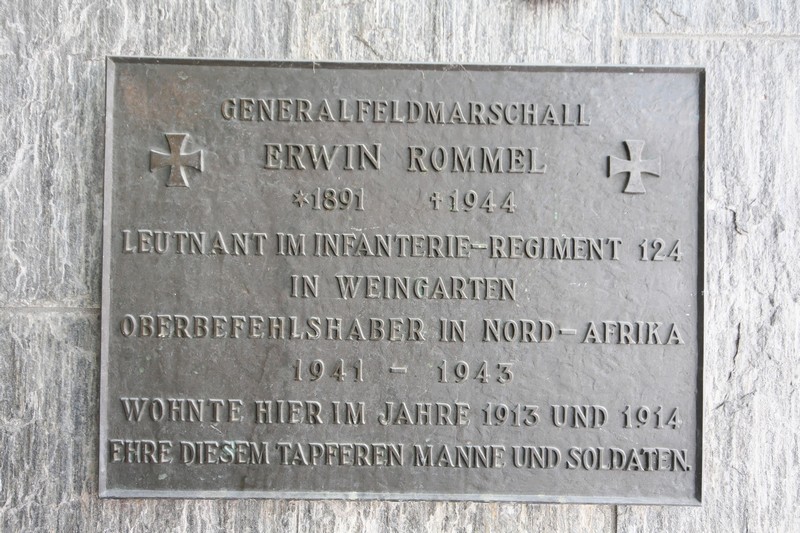 GENERALFELDMARSCHALL
ERWIN ROMMEL
*1891 †1944
LEUTNANT IM INFANTERIE-REGIMENT 124
IN WEINGARTEN
OBERBEFEHLSHABER IN NORD-AFRIKA
1941 - 1943
WOHNTE HIER IM JAHRE 1913 UND 1914
EHRE DIESEM TAPFEREN MANNE UND SOLDATEN.